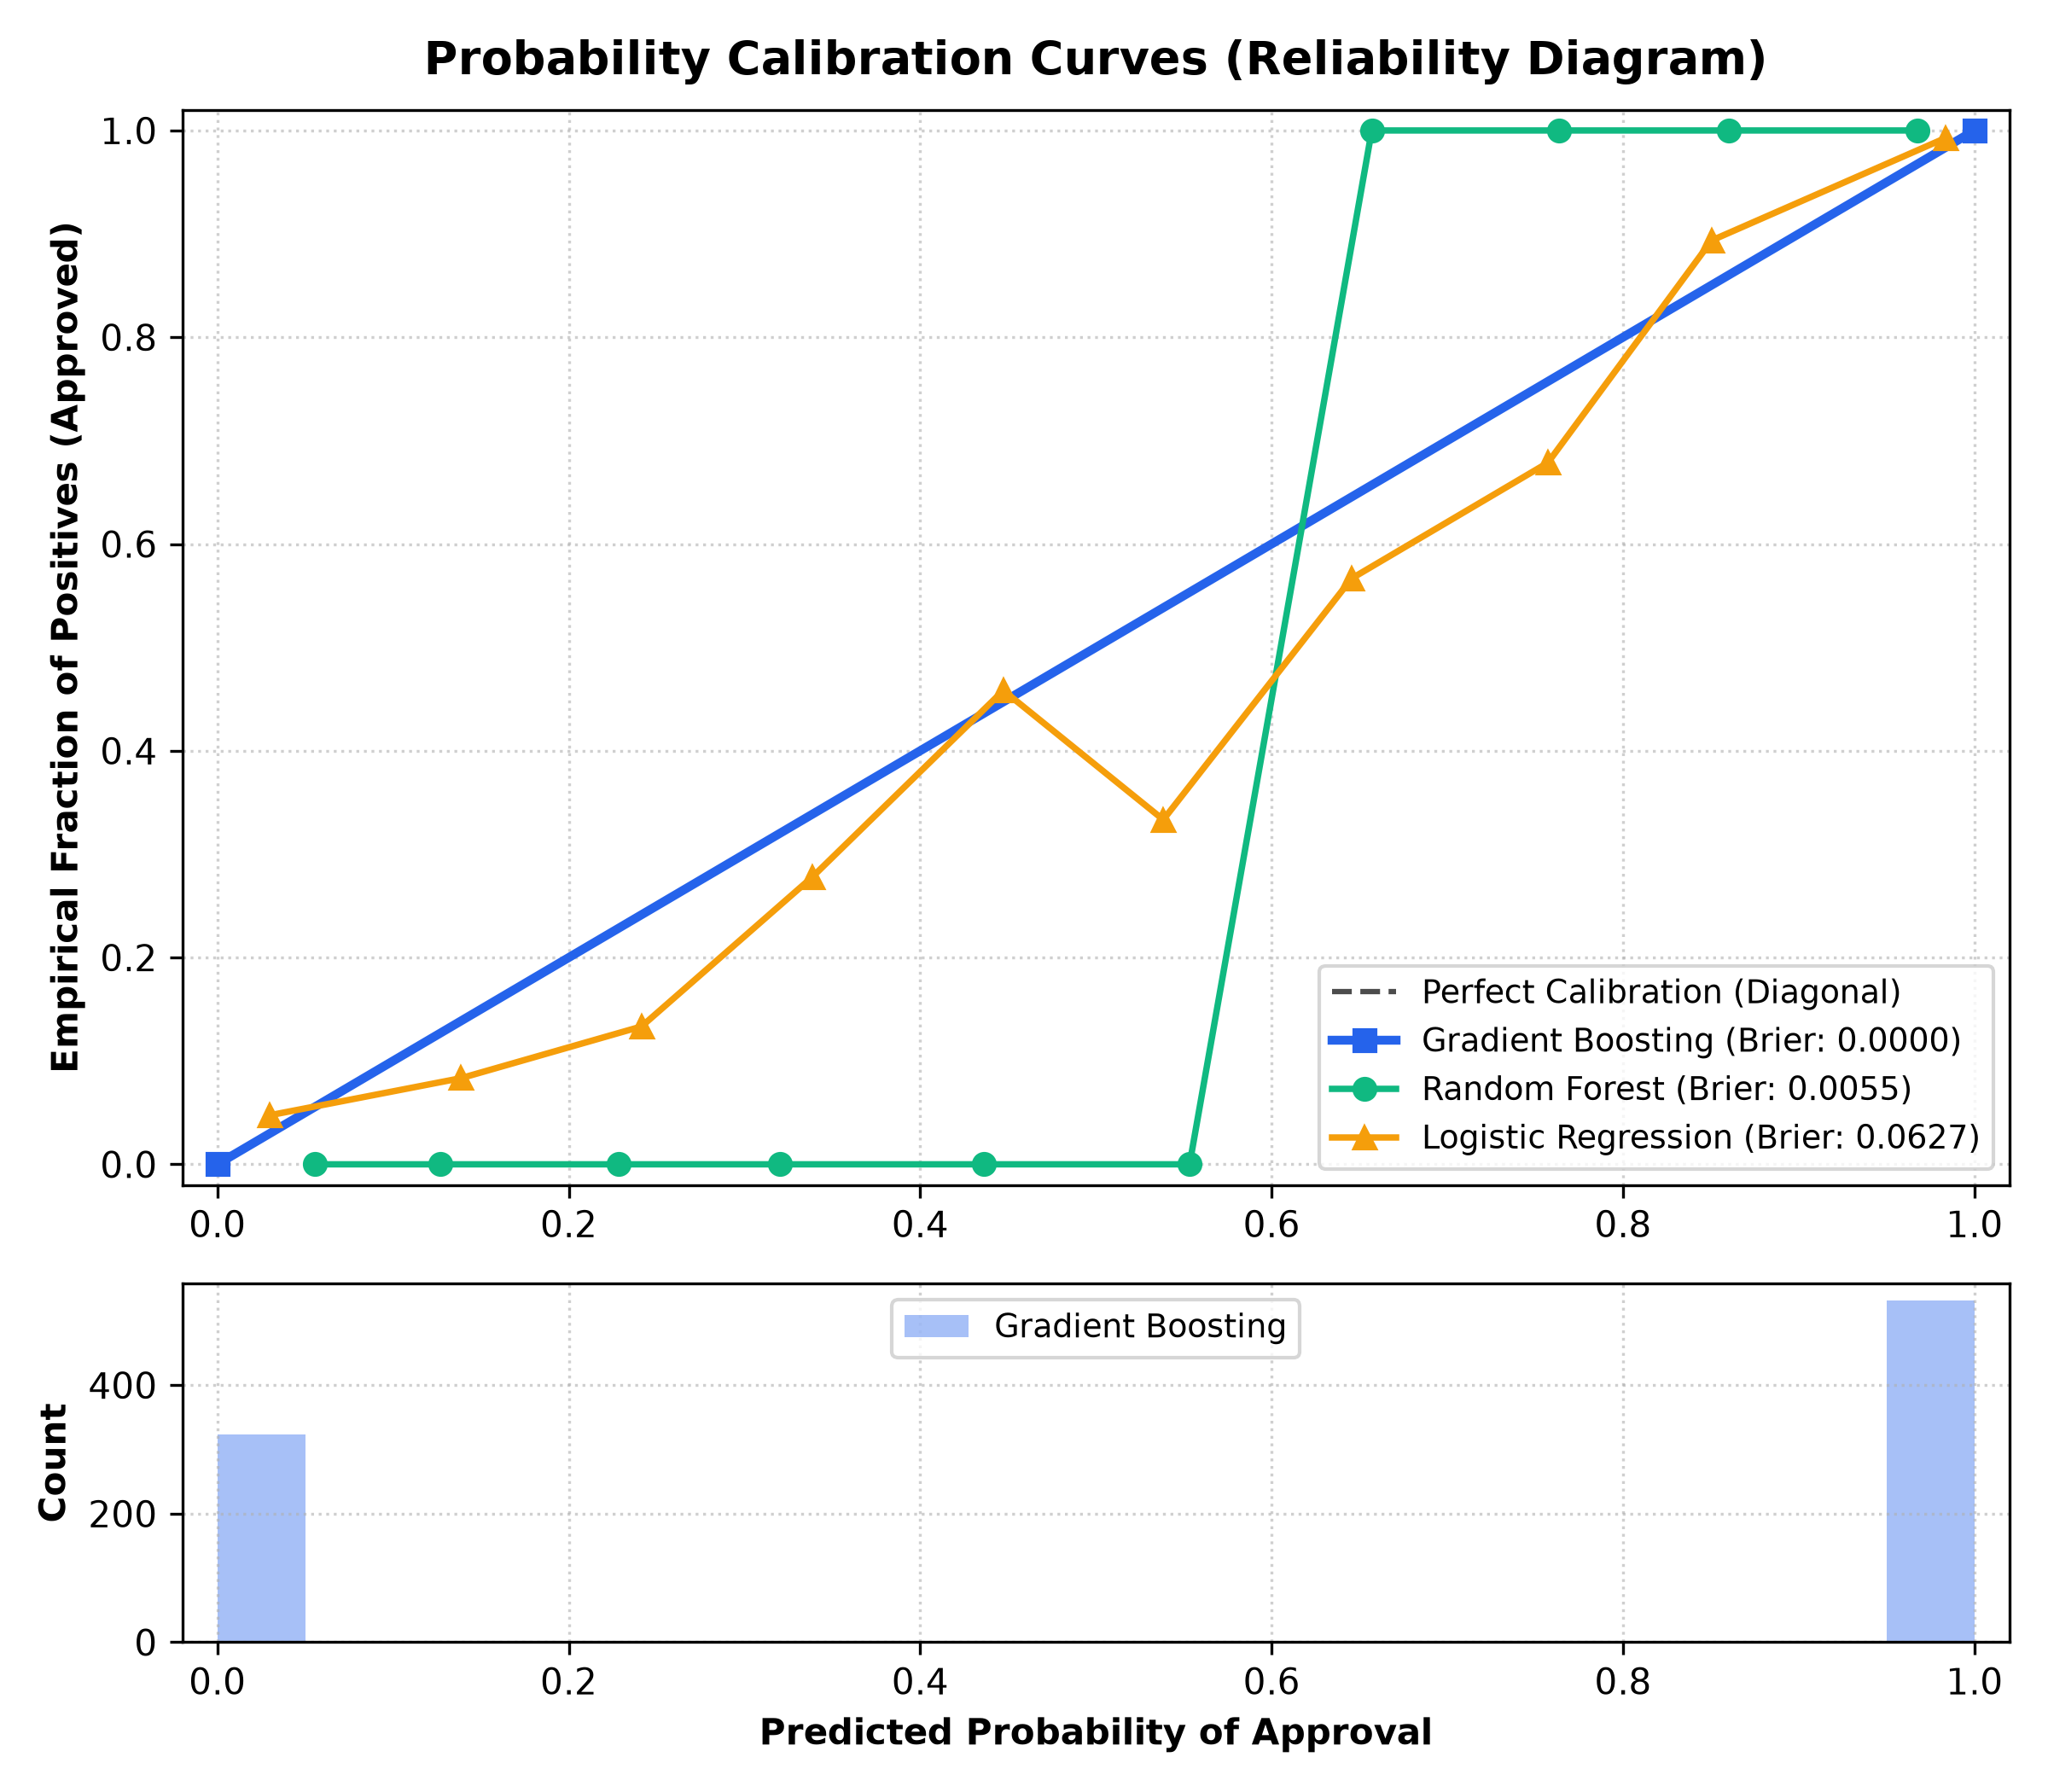 Probability Calibration Curves (Reliability Diagram)
Empirical Fraction of Positives (Approved)
1.0
0.8
0.6
0.4
0.2
0.0
Perfect Calibration (Diagonal)
Gradient Boosting (Brier: 0.0000)
Random Forest (Brier: 0.0055)
Logistic Regression (Brier: 0.0627)
0.0 0.2 0.4 0.6 0.8 1.0
Count
400
200
0
Gradient Boosting
0.0 0.2 0.4 0.6 0.8 1.0
Predicted Probability of Approval